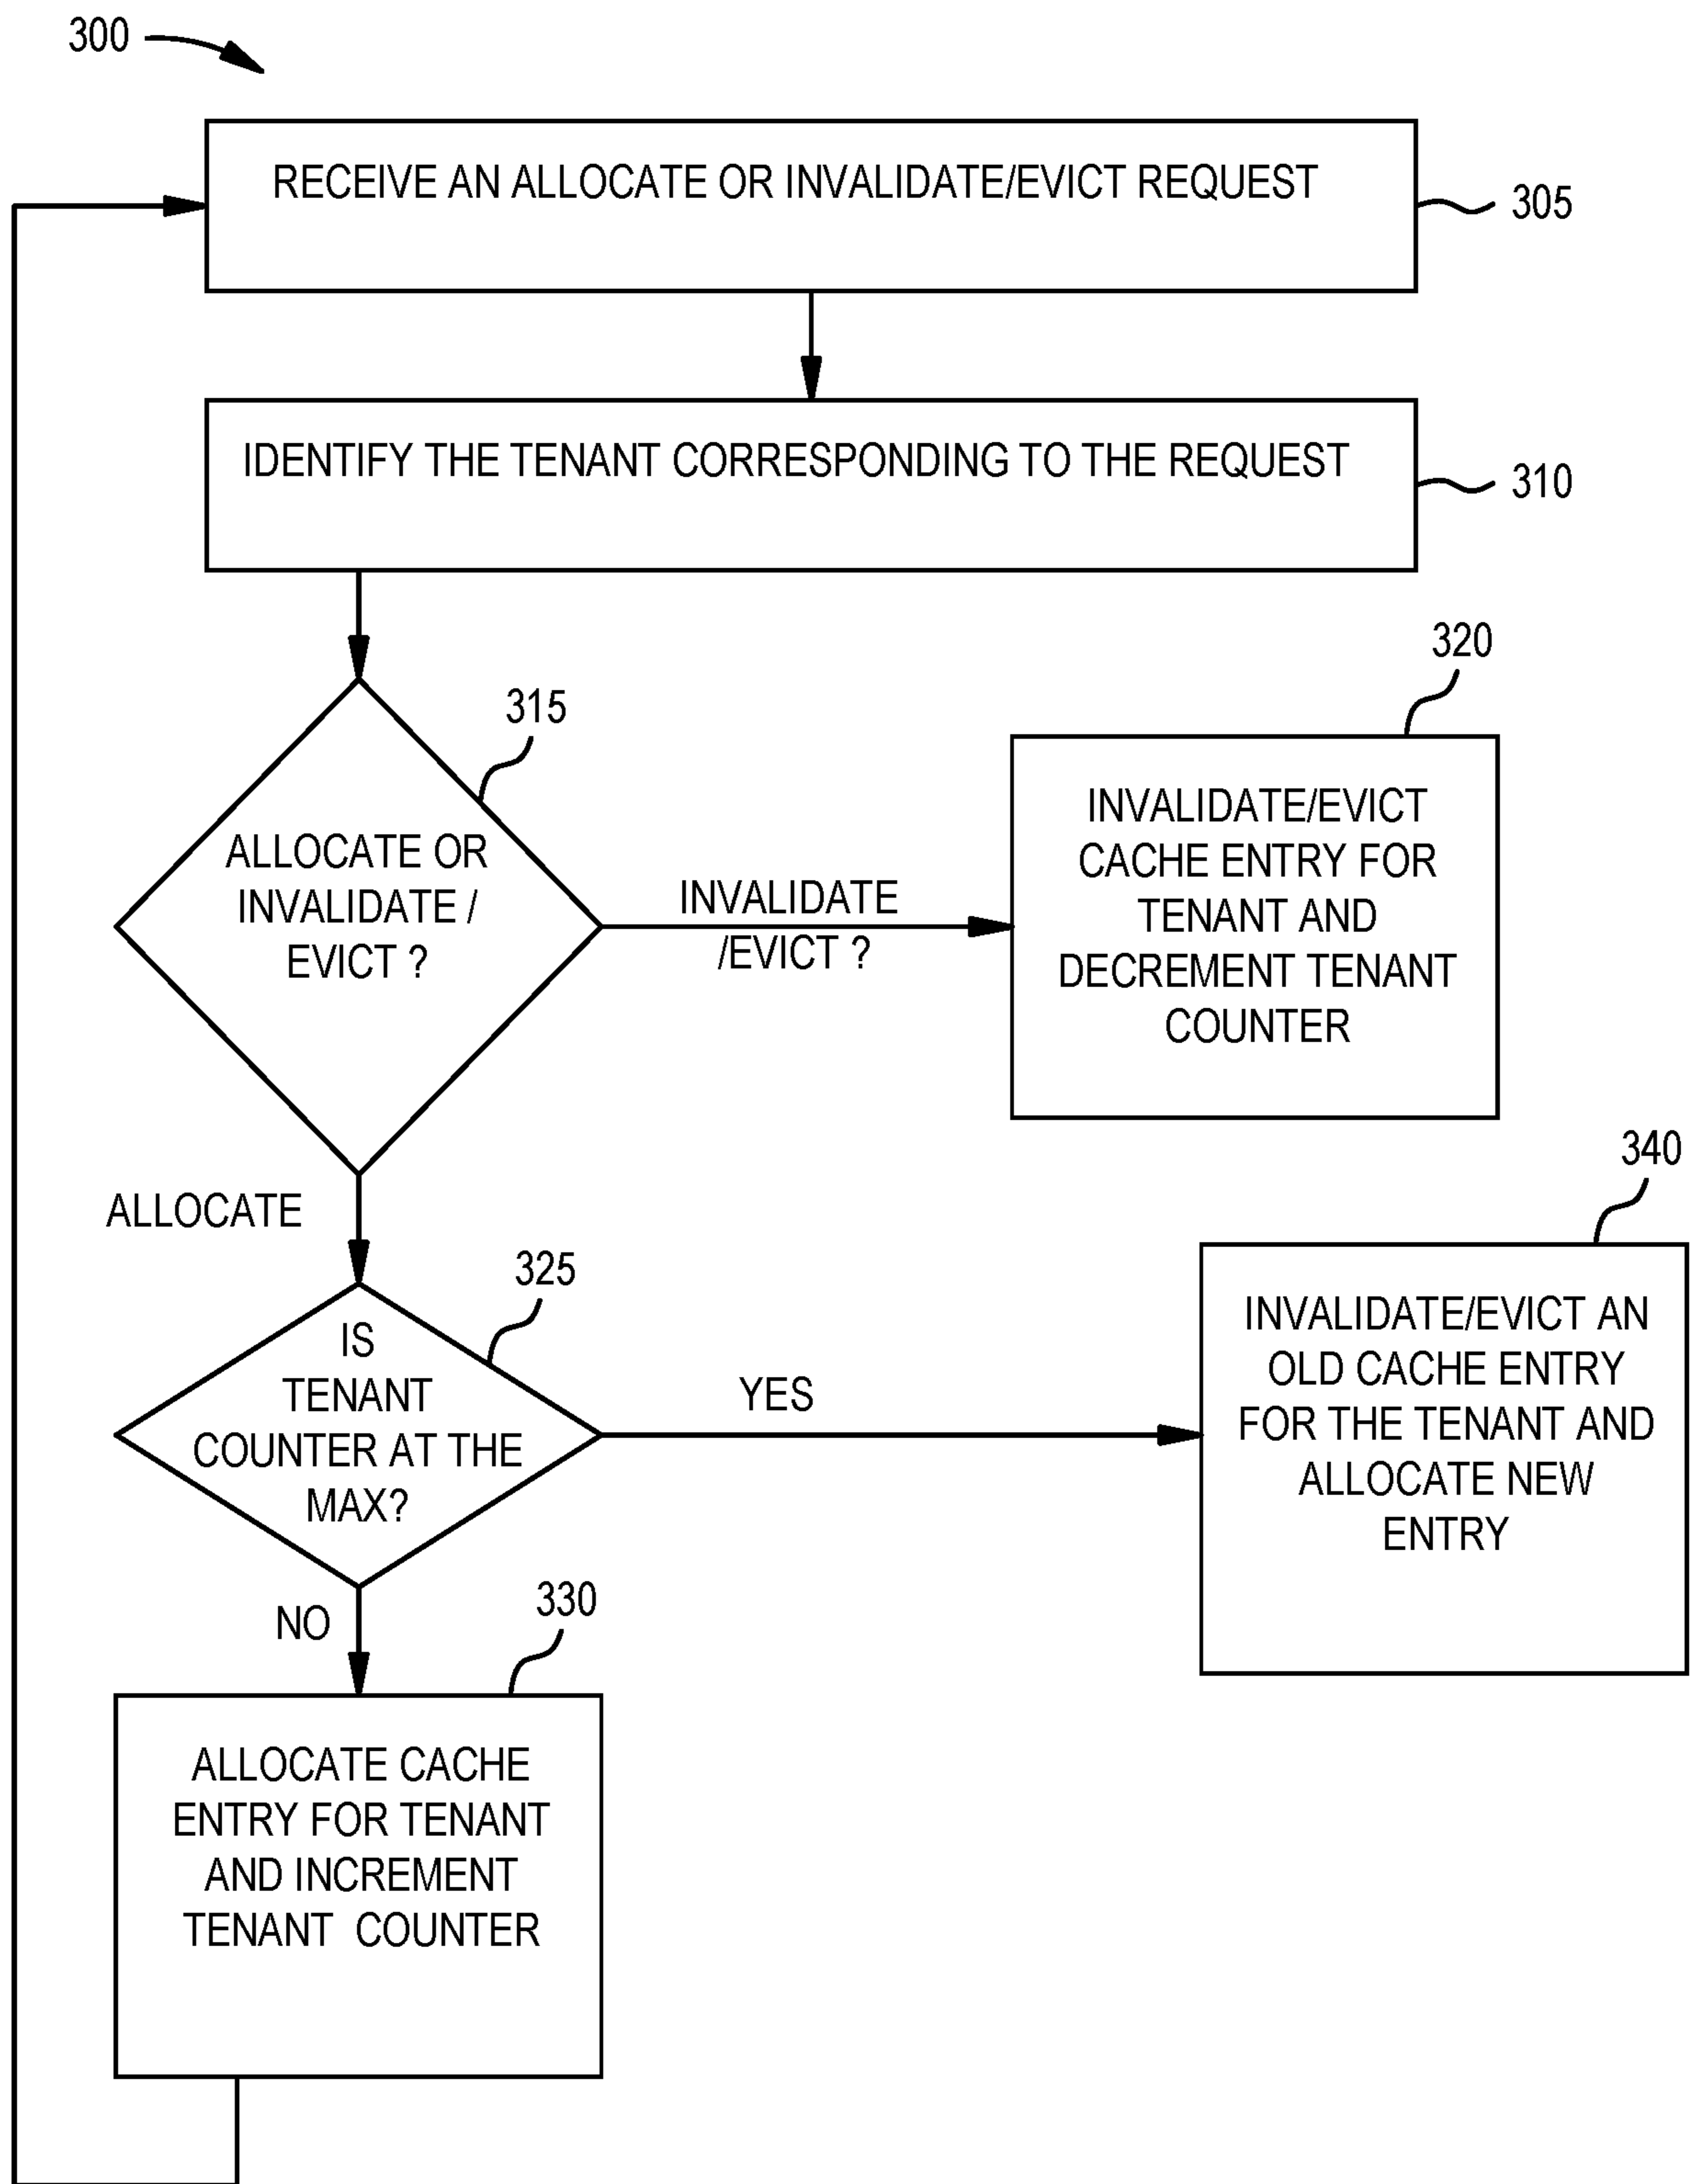 300
RECEIVE AN ALLOCATE OR INVALIDATE/EVICT REQUEST
305
IDENTIFY THE TENANT CORRESPONDING TO THE REQUEST
310
315
ALLOCATE OR
INVALIDATE /
EVICT ?
INVALIDATE
/EVICT ?
320
INVALIDATE/EVICT
CACHE ENTRY FOR
TENANT AND
DECREMENT TENANT
COUNTER
ALLOCATE
325
IS
TENANT
COUNTER AT THE
MAX?
YES
340
INVALIDATE/EVICT AN
OLD CACHE ENTRY
FOR THE TENANT AND
ALLOCATE NEW
ENTRY
NO
330
ALLOCATE CACHE
ENTRY FOR TENANT
AND INCREMENT
TENANT COUNTER